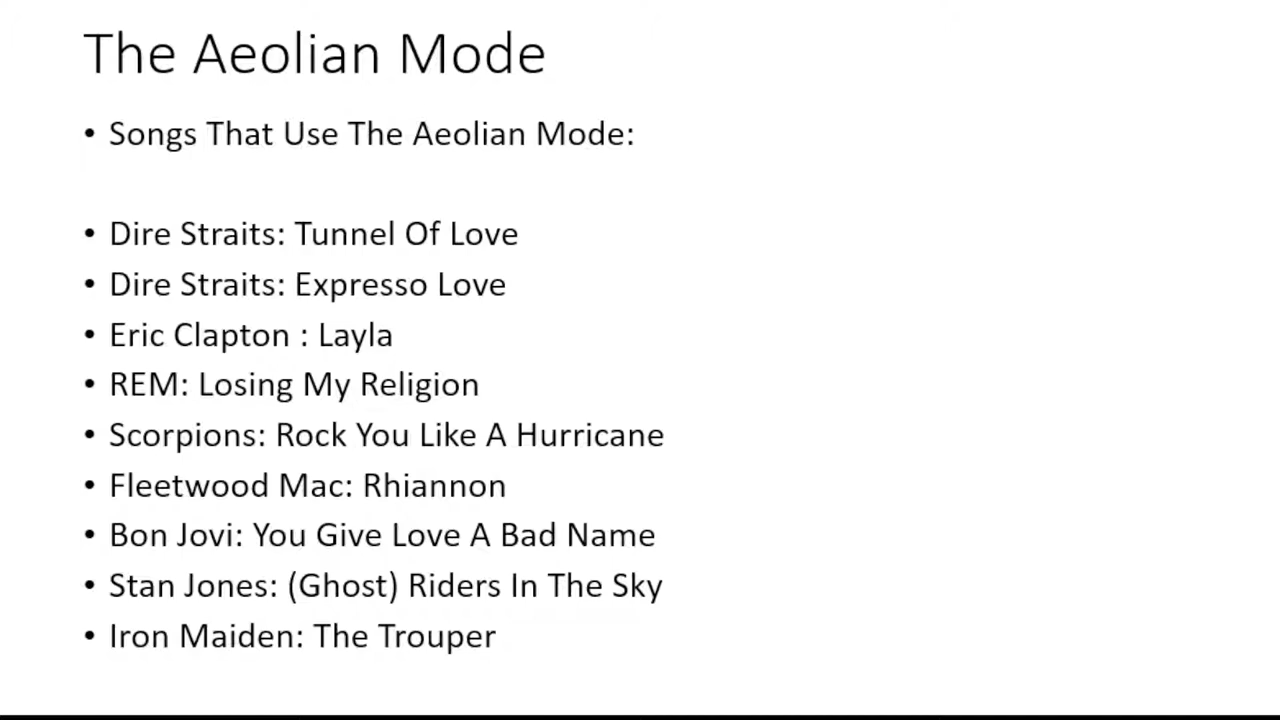 The Aeolian Mode
• Songs That Use The Aeolian Mode:
• Dire Straits: Tunnel Of Love
• Dire Straits: Expresso Love
• Eric Clapton : Layla
• REM: Losing My Religion
• Scorpions: Rock You Like A Hurricane
• Fleetwood Mac: Rhiannon
• Bon Jovi: You Give Love A Bad Name
• Stan Jones: (Ghost) Riders In The Sky
• Iron Maiden: The Trouper